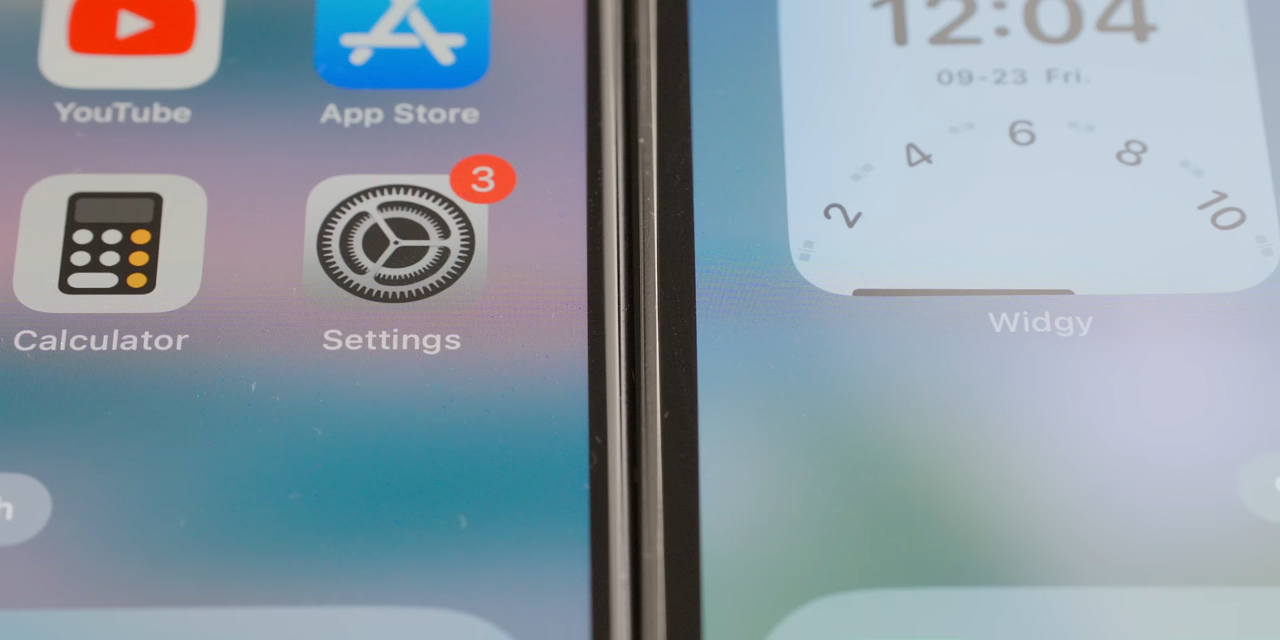 YouTube
App Store
3
Calculator
Settings
h
12:04
09-23 Fri.
2
4
6
8
10
Widgy